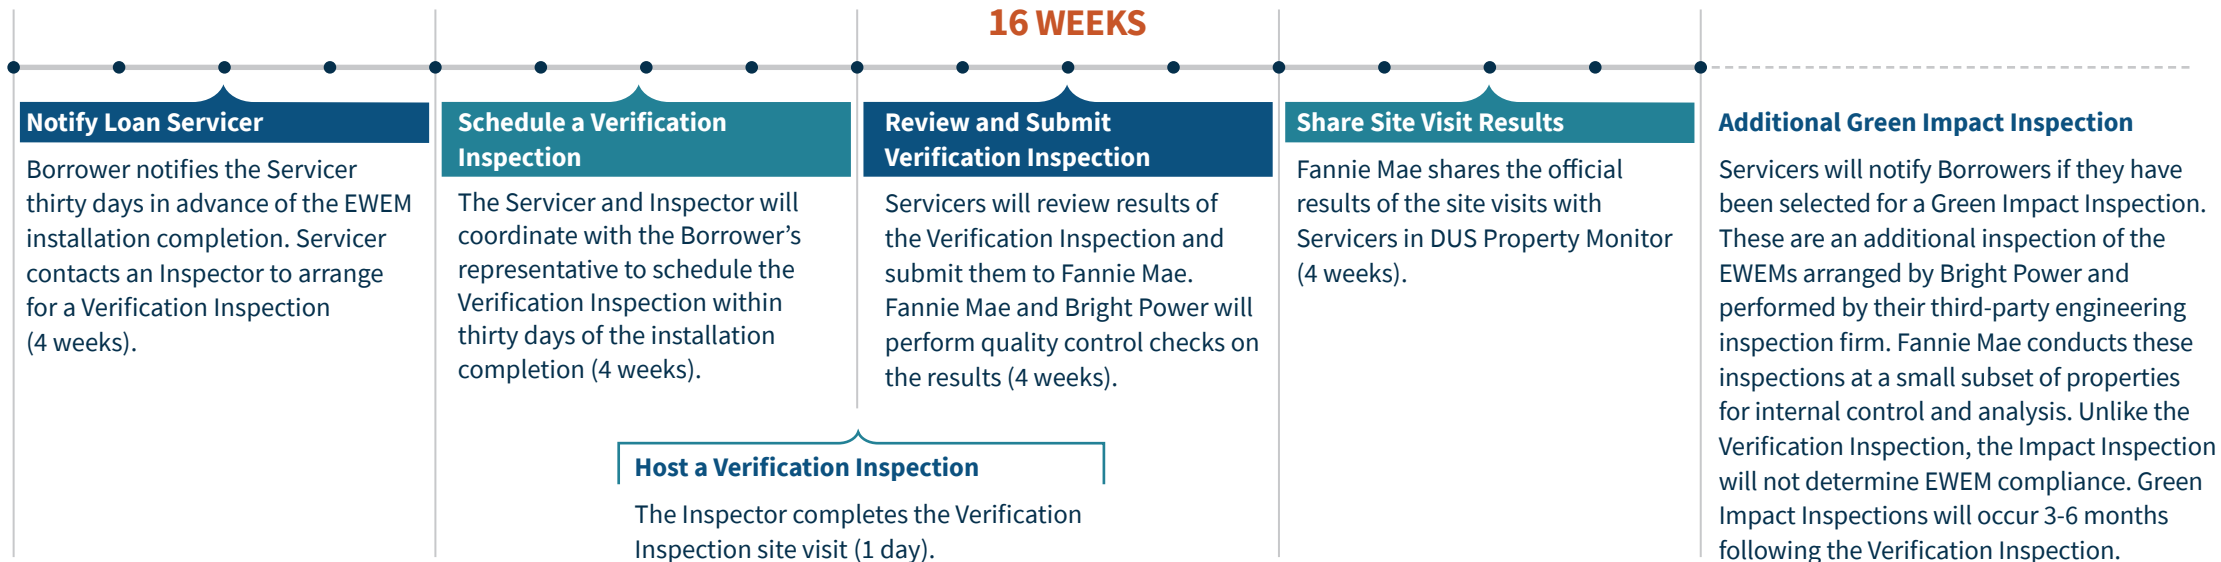 16 WEEKS
Notify Loan Servicer
Borrower notifies the Servicer
thirty days in advance of the EWEM
installation completion. Servicer
contacts an Inspector to arrange
for a Verification Inspection
(4 weeks).
Schedule a Verification
Inspection
The Servicer and Inspector will
coordinate with the Borrower’s
representative to schedule the
Verification Inspection within
thirty days of the installation
completion (4 weeks).
Review and Submit
Verification Inspection
Servicers will review results of
the Verification Inspection and
submit them to Fannie Mae.
Fannie Mae and Bright Power will
perform quality control checks on
the results (4 weeks).
Host a Verification Inspection
The Inspector completes the Verification
Inspection site visit (1 day).
Share Site Visit Results
Fannie Mae shares the official
results of the site visits with
Servicers in DUS Property Monitor
(4 weeks).
Additional Green Impact Inspection
Servicers will notify Borrowers if they have
been selected for a Green Impact Inspection.
These are an additional inspection of the
EWEMs arranged by Bright Power and
performed by their third-party engineering
inspection firm. Fannie Mae conducts these
inspections at a small subset of properties
for internal control and analysis. Unlike the
Verification Inspection, the Impact Inspection
will not determine EWEM compliance. Green
Impact Inspections will occur 3-6 months
following the Verification Inspection.